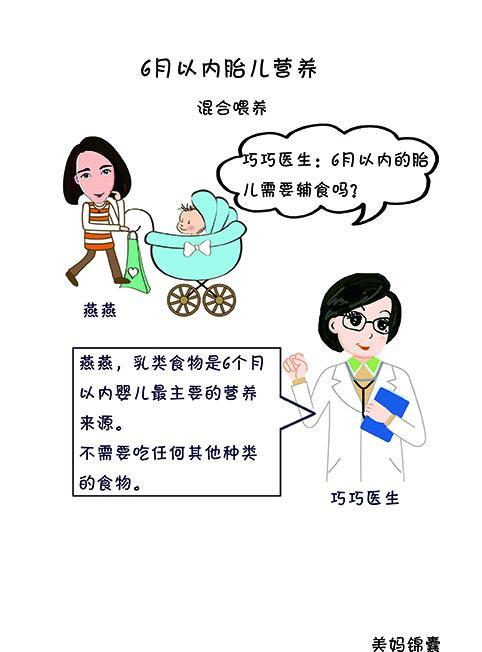 6月以内胎儿营养
混合喂养
巧巧医生：6月以内的胎
儿需要辅食吗?
燕燕
燕燕，乳类食物是6个月
以内婴儿最主要的营养
来源。
不需要吃任何其他种类
的食物。
巧巧医生
美妈锦囊